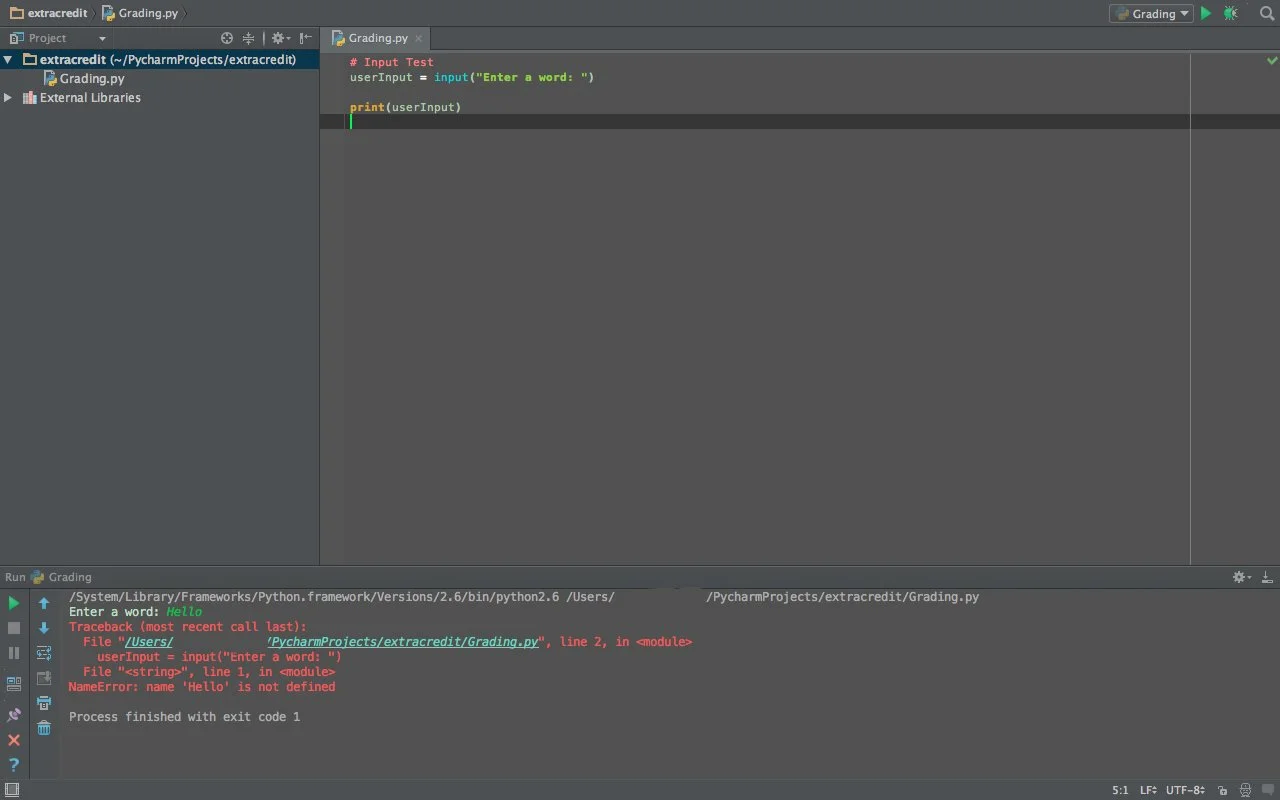 extracredit Grading.py Grading
Project
Grading.py
extracredit (~/PycharmProjects/extracredit)
Grading.py
External Libraries
# Input Test
userInput = input("Enter a word: ")
print(userInput)
Run Grading
/System/Library/Frameworks/Python.framework/Versions/2.6/bin/python2.6 /Users/ /PycharmProjects/extracredit/Grading.py
Enter a word: Hello
Traceback (most recent call last):
File "/Users/ /PycharmProjects/extracredit/Grading.py", line 2, in <module>
userInput = input("Enter a word: ")
File "<string>", line 1, in <module>
NameError: name 'Hello' is not defined
Process finished with exit code 1
5:1 LF UTF-8